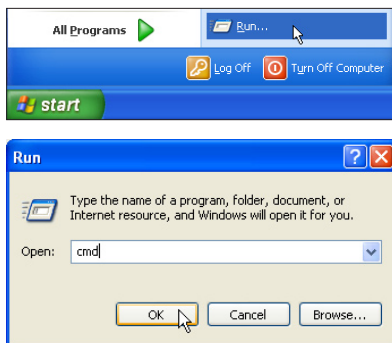 All Programs
Run...
Log Off
Turn Off Computer
start
Run
Type the name of a program, folder, document, or
Internet resource, and Windows will open it for you.
Open: cmd
OK Cancel Browse...